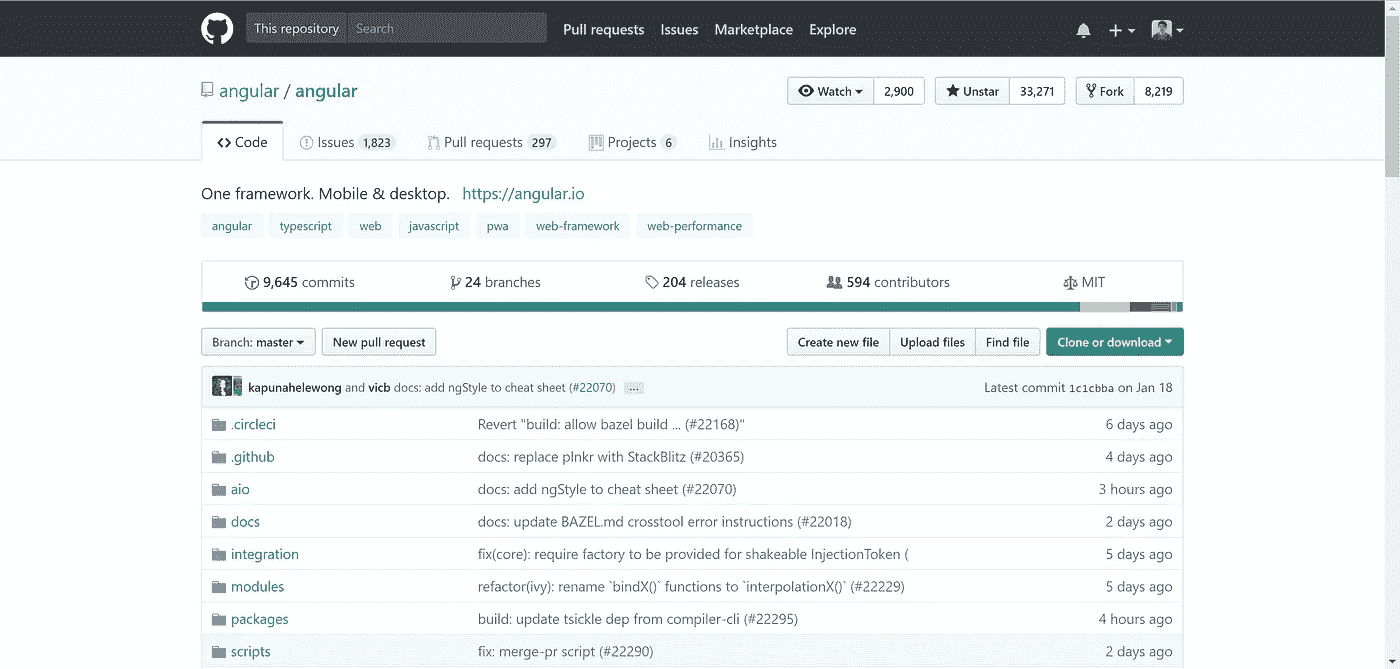 This repository Search Pull requests Issues Marketplace Explore
angular / angular Watch 2,900 Unstar 33,271 Fork 8,219
Code Issues 1,823 Pull requests 297 Projects 6 Insights
One framework. Mobile & desktop. https://angular.io
angular typescript web javascript pwa web-framework web-performance
9,645 commits 24 branches 204 releases 594 contributors MIT
Branch: master New pull request Create new file Upload files Find file Clone or download
kapunahelewong and vicb docs: add ngStyle to cheat sheet (#22070) ... Latest commit 1c1cbba on Jan 18
.circleci Revert "build: allow bazel build ... (#22168)" 6 days ago
.github docs: replace plnkr with StackBlitz (#20365) 4 days ago
aio docs: add ngStyle to cheat sheet (#22070) 3 hours ago
docs docs: update BAZEL.md crosstool error instructions (#22018) 2 days ago
integration fix(core): require factory to be provided for shakeable InjectionToken ( 5 days ago
modules refactor(ivy): rename `bindX()` functions to `interpolationX()` (#22229) 5 days ago
packages build: update tsickle dep from compiler-cli (#22295) 4 hours ago
scripts fix: merge-pr script (#22290) 2 days ago